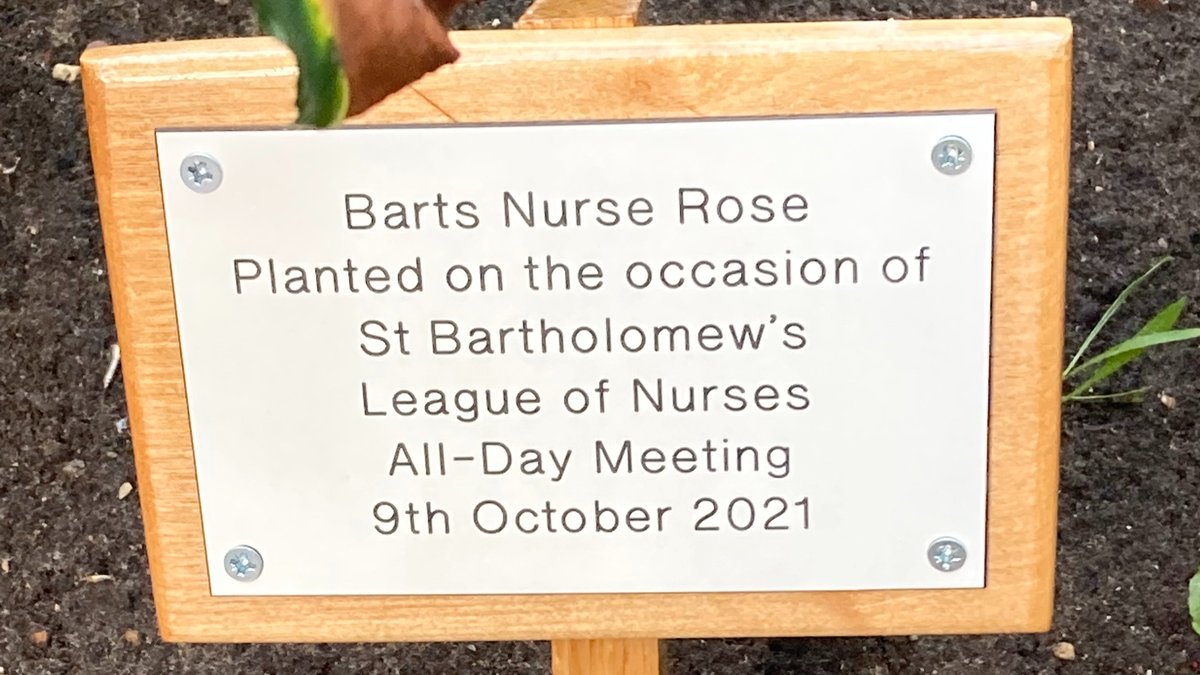 Barts Nurse Rose
Planted on the occasion of
St Bartholomew's
League of Nurses
All-Day Meeting
9th October 2021